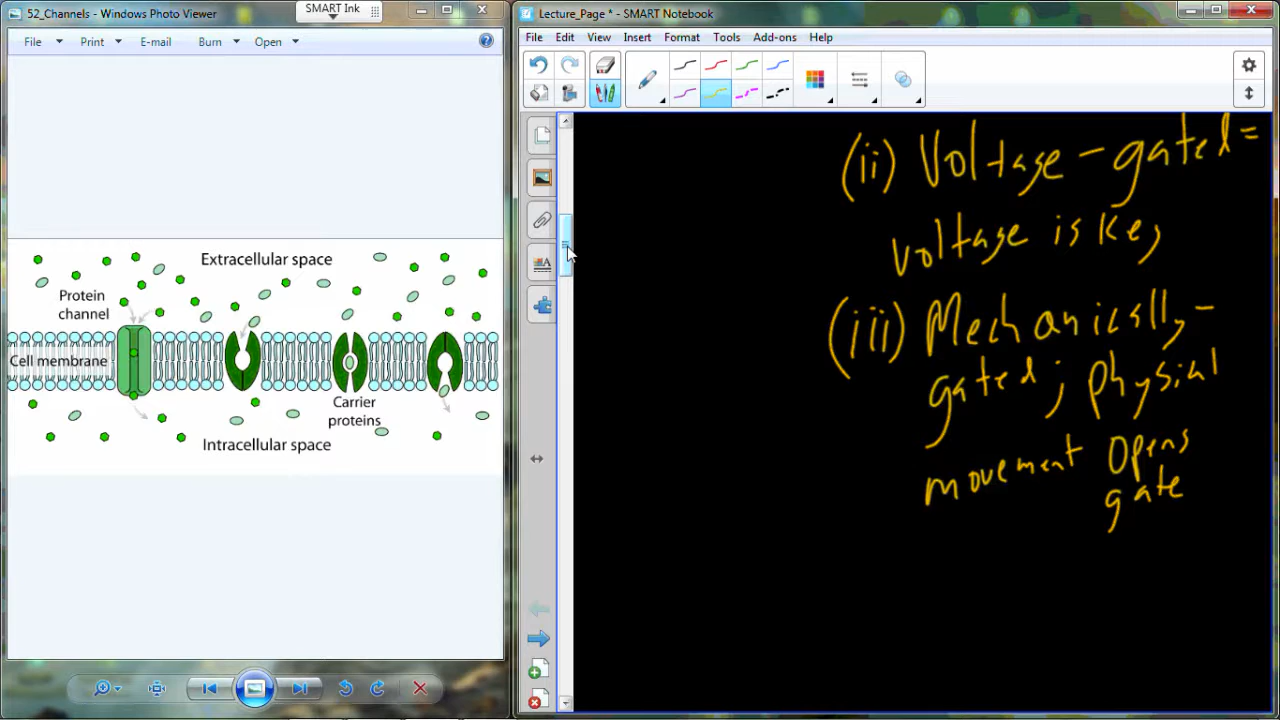 52_Channels - Windows Photo Viewer
SMART Ink
File Print E-mail Burn Open
Extracellular space
Protein
channel
Cell membrane
Carrier
proteins
Intracellular space
Lecture_Page * - SMART Notebook
File Edit View Insert Format Tools Add-ons Help
(ii) Voltage-gated =
voltage is key
(iii) Mechanically-
gated; physial
movement opens
gate